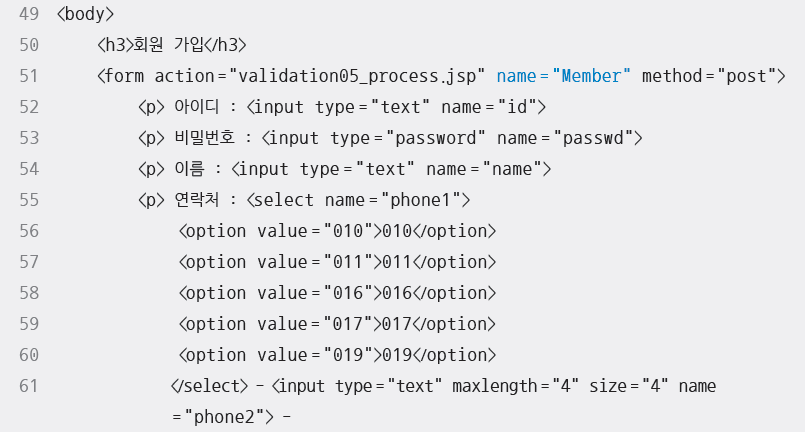 49 <body>
50 <h3>회원 가입</h3>
51 <form action="validation05_process.jsp" name="Member" method="post">
52 <p> 아이디 : <input type="text" name="id">
53 <p> 비밀번호 : <input type="password" name="passwd">
54 <p> 이름 : <input type="text" name="name">
55 <p> 연락처 : <select name="phone1">
56 <option value="010">010</option>
57 <option value="011">011</option>
58 <option value="016">016</option>
59 <option value="017">017</option>
60 <option value="019">019</option>
61 </select> - <input type="text" maxlength="4" size="4" name
="phone2"> -